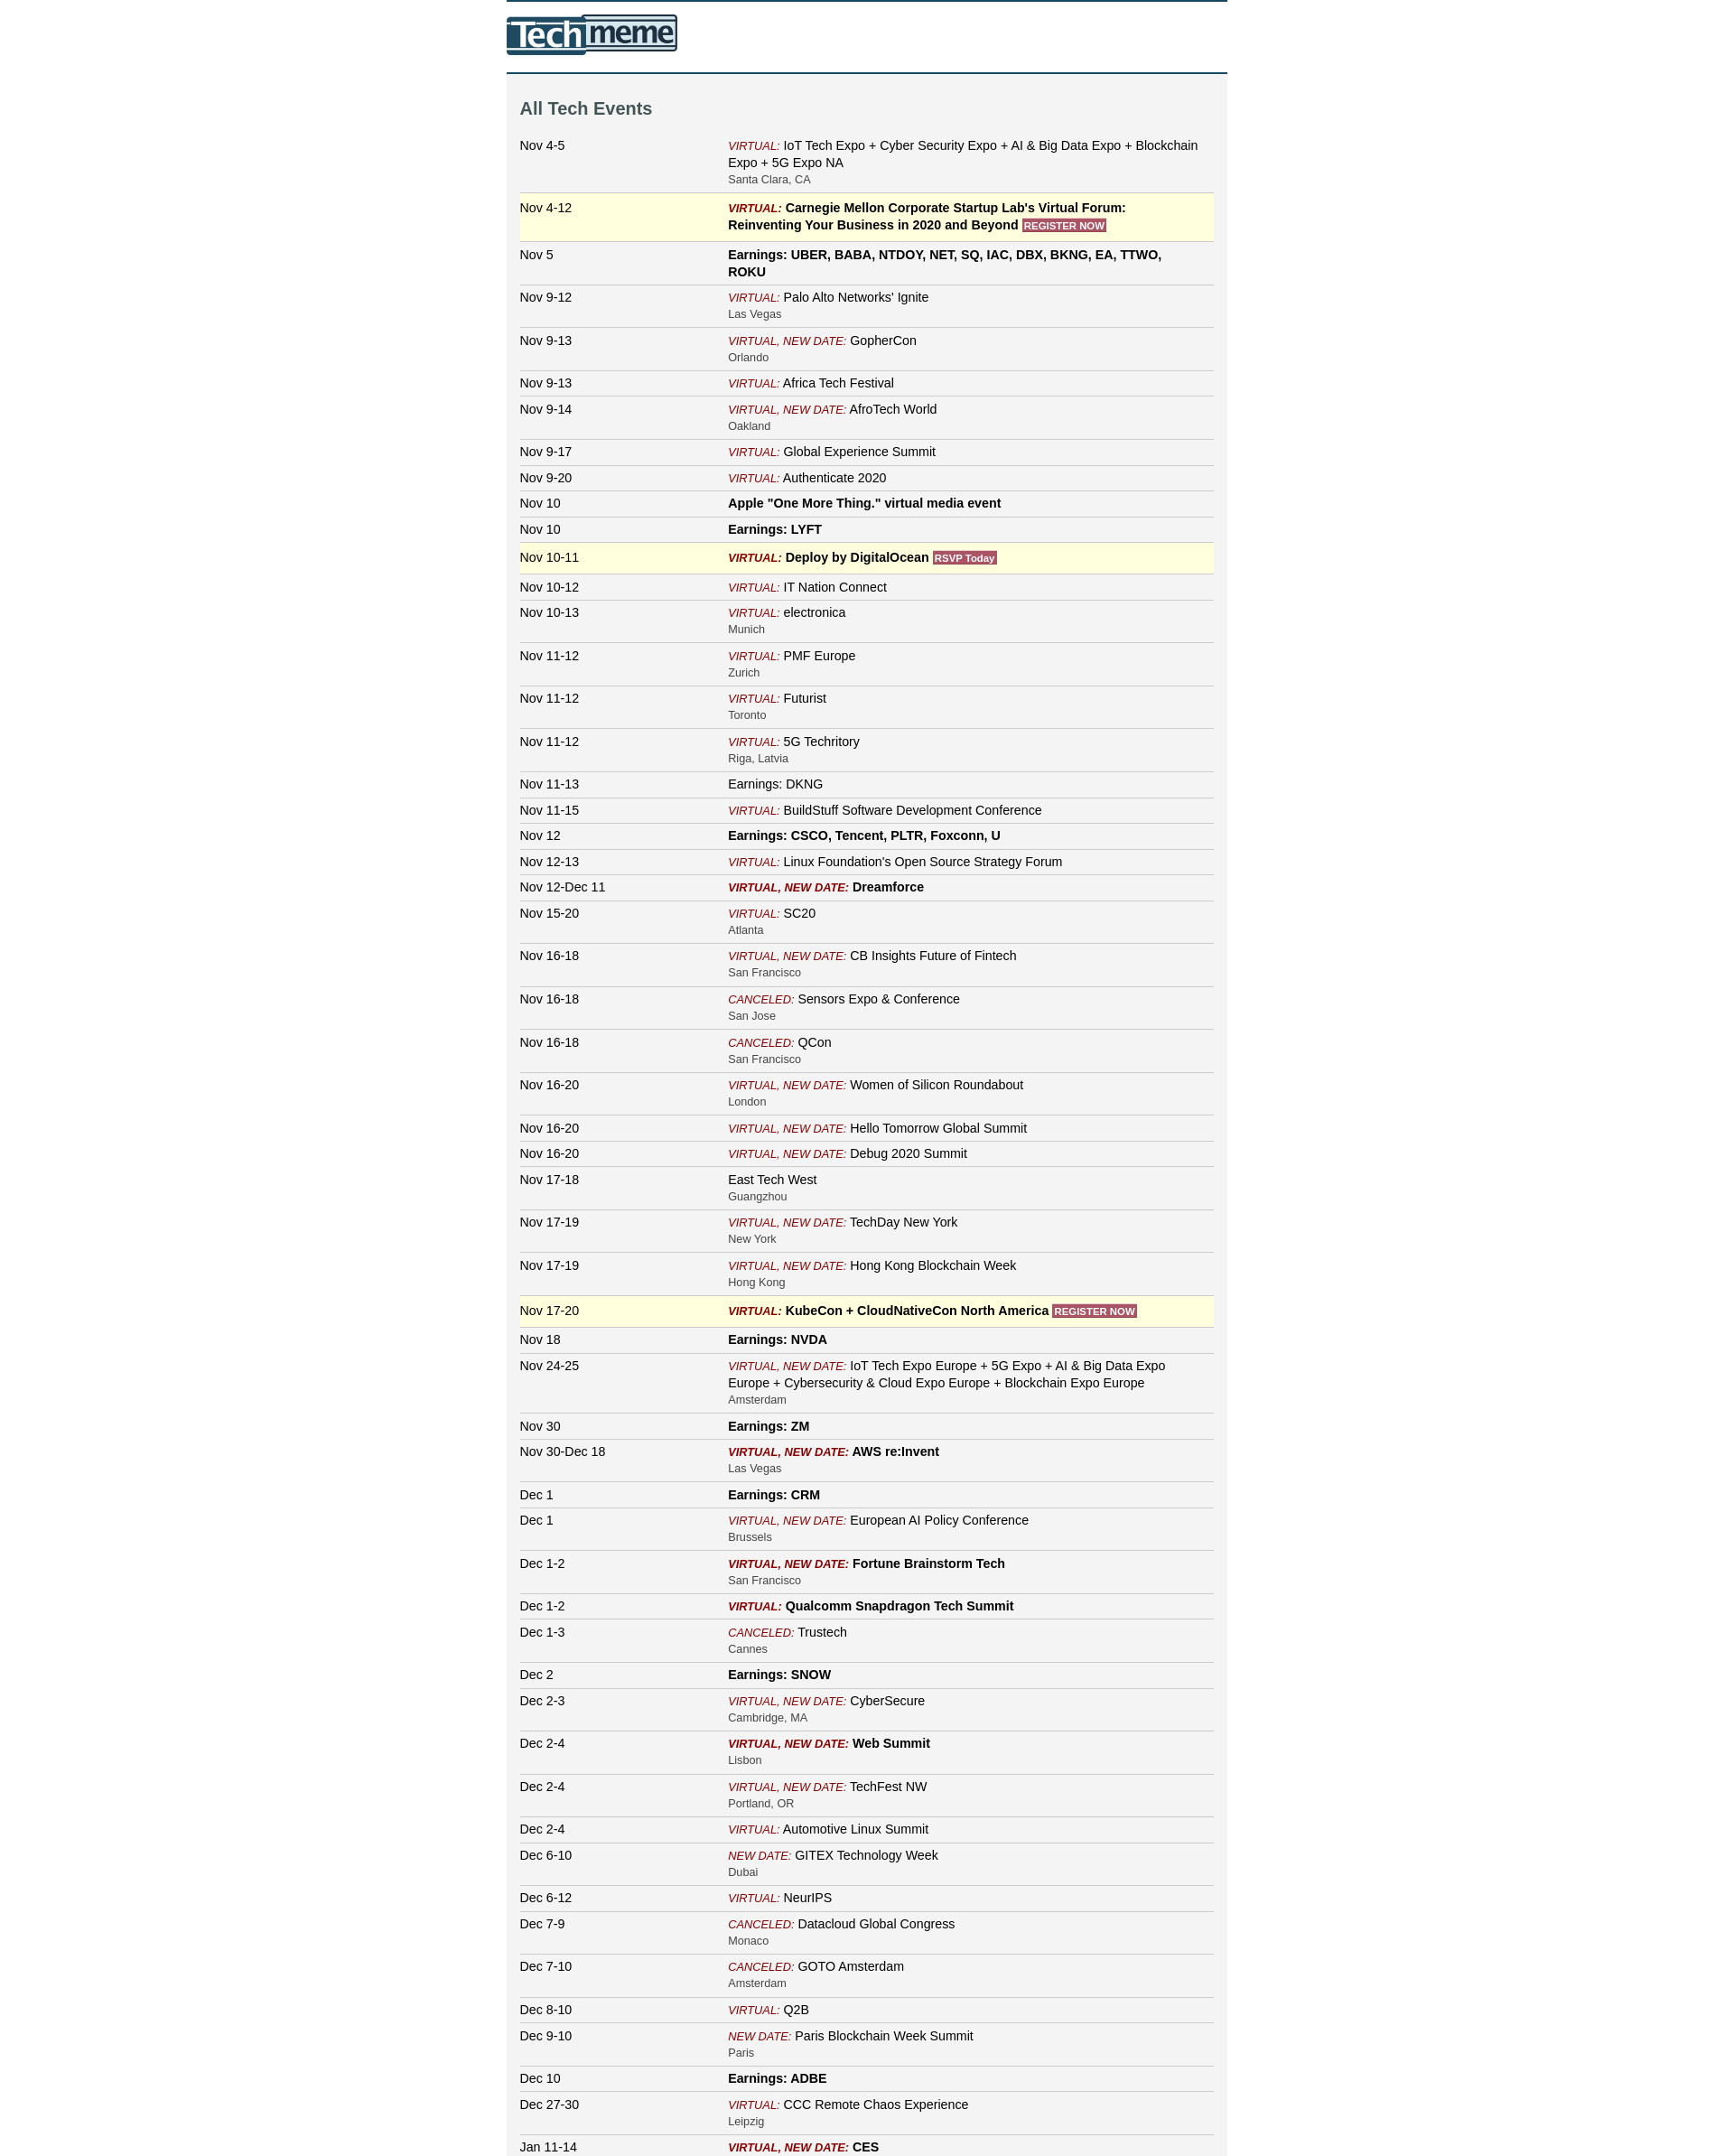 Techmeme
All Tech Events
Nov 4-5
VIRTUAL: IoT Tech Expo + Cyber Security Expo + AI & Big Data Expo + Blockchain
Expo + 5G Expo NA
Santa Clara, CA
Nov 4-12
VIRTUAL: Carnegie Mellon Corporate Startup Lab's Virtual Forum:
Reinventing Your Business in 2020 and Beyond REGISTER NOW
Nov 5
Earnings: UBER, BABA, NTDOY, NET, SQ, IAC, DBX, BKNG, EA, TTWO,
ROKU
Nov 9-12
VIRTUAL: Palo Alto Networks' Ignite
Las Vegas
Nov 9-13
VIRTUAL, NEW DATE: GopherCon
Orlando
Nov 9-13
VIRTUAL: Africa Tech Festival
Nov 9-14
VIRTUAL, NEW DATE: AfroTech World
Oakland
Nov 9-17
VIRTUAL: Global Experience Summit
Nov 9-20
VIRTUAL: Authenticate 2020
Nov 10
Apple "One More Thing." virtual media event
Nov 10
Earnings: LYFT
Nov 10-11
VIRTUAL: Deploy by DigitalOcean RSVP Today
Nov 10-12
VIRTUAL: IT Nation Connect
Nov 10-13
VIRTUAL: electronica
Munich
Nov 11-12
VIRTUAL: PMF Europe
Zurich
Nov 11-12
VIRTUAL: Futurist
Toronto
Nov 11-12
VIRTUAL: 5G Techritory
Riga, Latvia
Nov 11-13
Earnings: DKNG
Nov 11-15
VIRTUAL: BuildStuff Software Development Conference
Nov 12
Earnings: CSCO, Tencent, PLTR, Foxconn, U
Nov 12-13
VIRTUAL: Linux Foundation's Open Source Strategy Forum
Nov 12-Dec 11
VIRTUAL, NEW DATE: Dreamforce
Nov 15-20
VIRTUAL: SC20
Atlanta
Nov 16-18
VIRTUAL, NEW DATE: CB Insights Future of Fintech
San Francisco
Nov 16-18
CANCELED: Sensors Expo & Conference
San Jose
Nov 16-18
CANCELED: QCon
San Francisco
Nov 16-20
VIRTUAL, NEW DATE: Women of Silicon Roundabout
London
Nov 16-20
VIRTUAL, NEW DATE: Hello Tomorrow Global Summit
Nov 16-20
VIRTUAL, NEW DATE: Debug 2020 Summit
Nov 17-18
East Tech West
Guangzhou
Nov 17-19
VIRTUAL, NEW DATE: TechDay New York
New York
Nov 17-19
VIRTUAL, NEW DATE: Hong Kong Blockchain Week
Hong Kong
Nov 17-20
VIRTUAL: KubeCon + CloudNativeCon North America REGISTER NOW
Nov 18
Earnings: NVDA
Nov 24-25
VIRTUAL, NEW DATE: IoT Tech Expo Europe + 5G Expo + AI & Big Data Expo
Europe + Cybersecurity & Cloud Expo Europe + Blockchain Expo Europe
Amsterdam
Nov 30
Earnings: ZM
Nov 30-Dec 18
VIRTUAL, NEW DATE: AWS re:Invent
Las Vegas
Dec 1
Earnings: CRM
Dec 1
VIRTUAL, NEW DATE: European AI Policy Conference
Brussels
Dec 1-2
VIRTUAL, NEW DATE: Fortune Brainstorm Tech
San Francisco
Dec 1-2
VIRTUAL: Qualcomm Snapdragon Tech Summit
Dec 1-3
CANCELED: Trustech
Cannes
Dec 2
Earnings: SNOW
Dec 2-3
VIRTUAL, NEW DATE: CyberSecure
Cambridge, MA
Dec 2-4
VIRTUAL, NEW DATE: Web Summit
Lisbon
Dec 2-4
VIRTUAL, NEW DATE: TechFest NW
Portland, OR
Dec 2-4
VIRTUAL: Automotive Linux Summit
Dec 6-10
NEW DATE: GITEX Technology Week
Dubai
Dec 6-12
VIRTUAL: NeurIPS
Dec 7-9
CANCELED: Datacloud Global Congress
Monaco
Dec 7-10
CANCELED: GOTO Amsterdam
Amsterdam
Dec 8-10
VIRTUAL: Q2B
Dec 9-10
NEW DATE: Paris Blockchain Week Summit
Paris
Dec 10
Earnings: ADBE
Dec 27-30
VIRTUAL: CCC Remote Chaos Experience
Leipzig
Jan 11-14
VIRTUAL, NEW DATE: CES